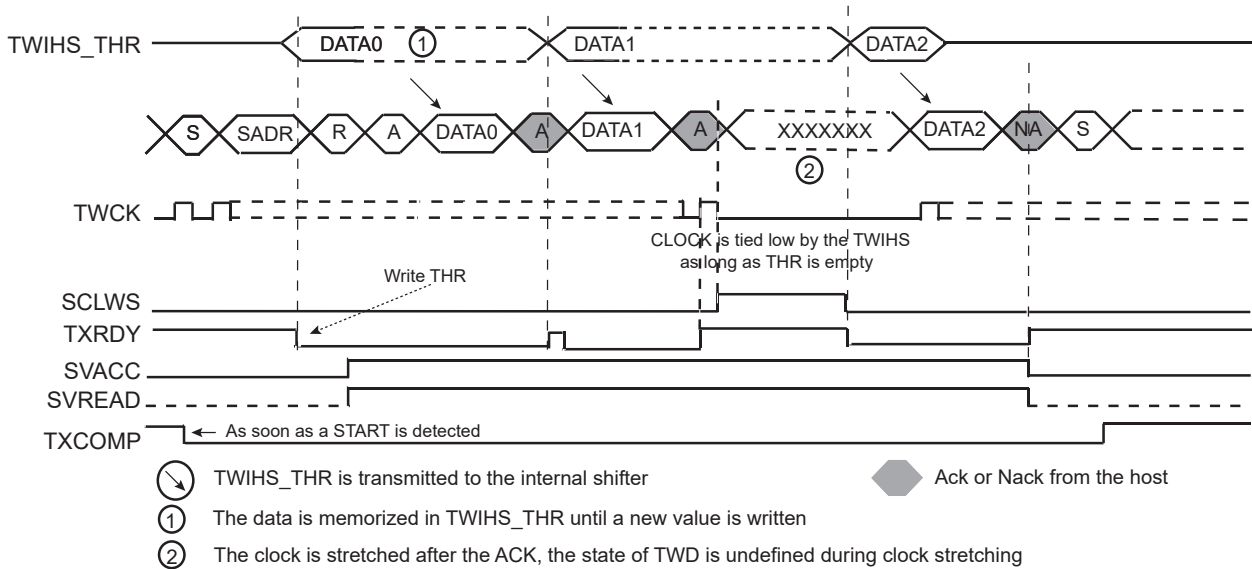 TWIHS_THR DATA0 1 DATA1 DATA2
S SADR R A DATA0 A DATA1 A XXXXXXX DATA2 NA S
2
TWCK
CLOCK is tied low by the TWIHS
as long as THR is empty
Write THR
SCLWS
TXRDY
SVACC
SVREAD
TXCOMP As soon as a START is detected
TWIHS_THR is transmitted to the internal shifter Ack or Nack from the host
1 The data is memorized in TWIHS_THR until a new value is written
2 The clock is stretched after the ACK, the state of TWD is undefined during clock stretching